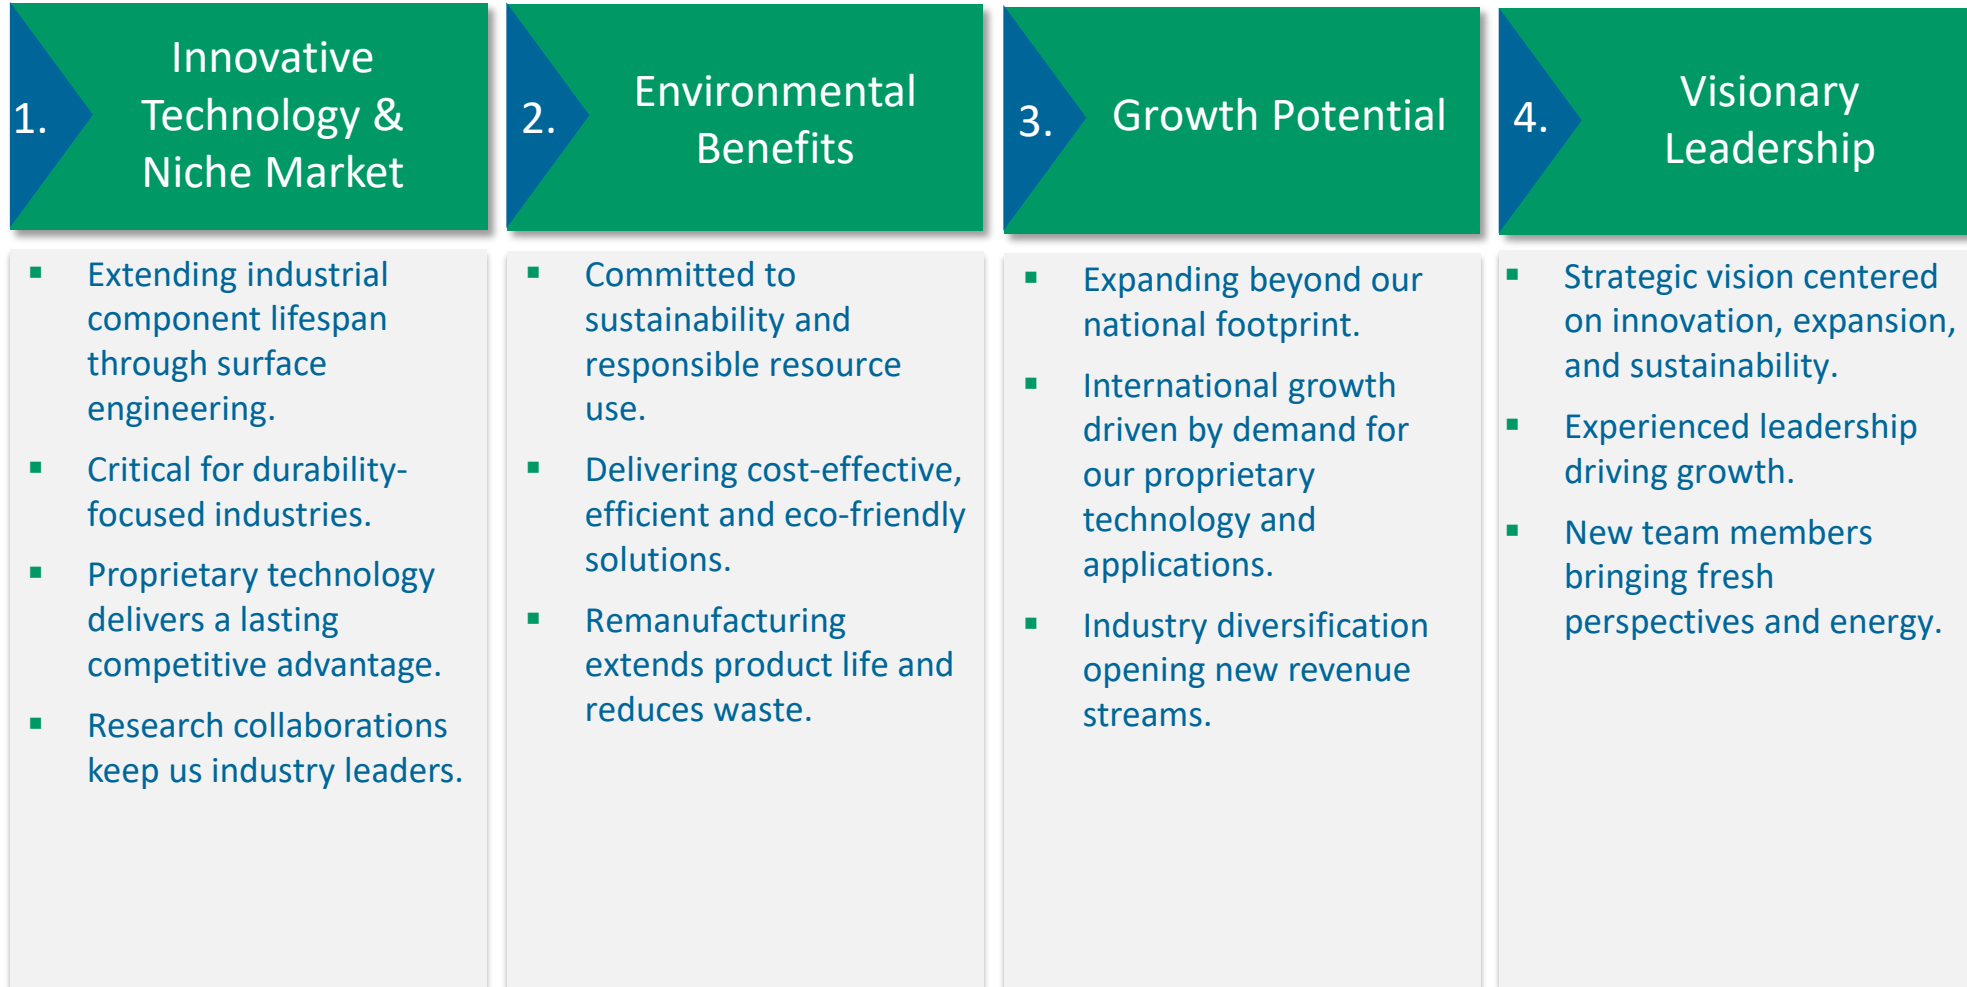 1.
Innovative
Technology &
Niche Market
▪ Extending industrial
component lifespan
through surface
engineering.
▪ Critical for durability-
focused industries.
▪ Proprietary technology
delivers a lasting
competitive advantage.
▪ Research collaborations
keep us industry leaders.
2.
Environmental
Benefits
▪ Committed to
sustainability and
responsible resource
use.
▪ Delivering cost-effective,
efficient and eco-friendly
solutions.
▪ Remanufacturing
extends product life and
reduces waste.
3.
Growth Potential
▪ Expanding beyond our
national footprint.
▪ International growth
driven by demand for
our proprietary
technology and
applications.
▪ Industry diversification
opening new revenue
streams.
4.
Visionary
Leadership
▪ Strategic vision centered
on innovation, expansion,
and sustainability.
▪ Experienced leadership
driving growth.
▪ New team members
bringing fresh
perspectives and energy.